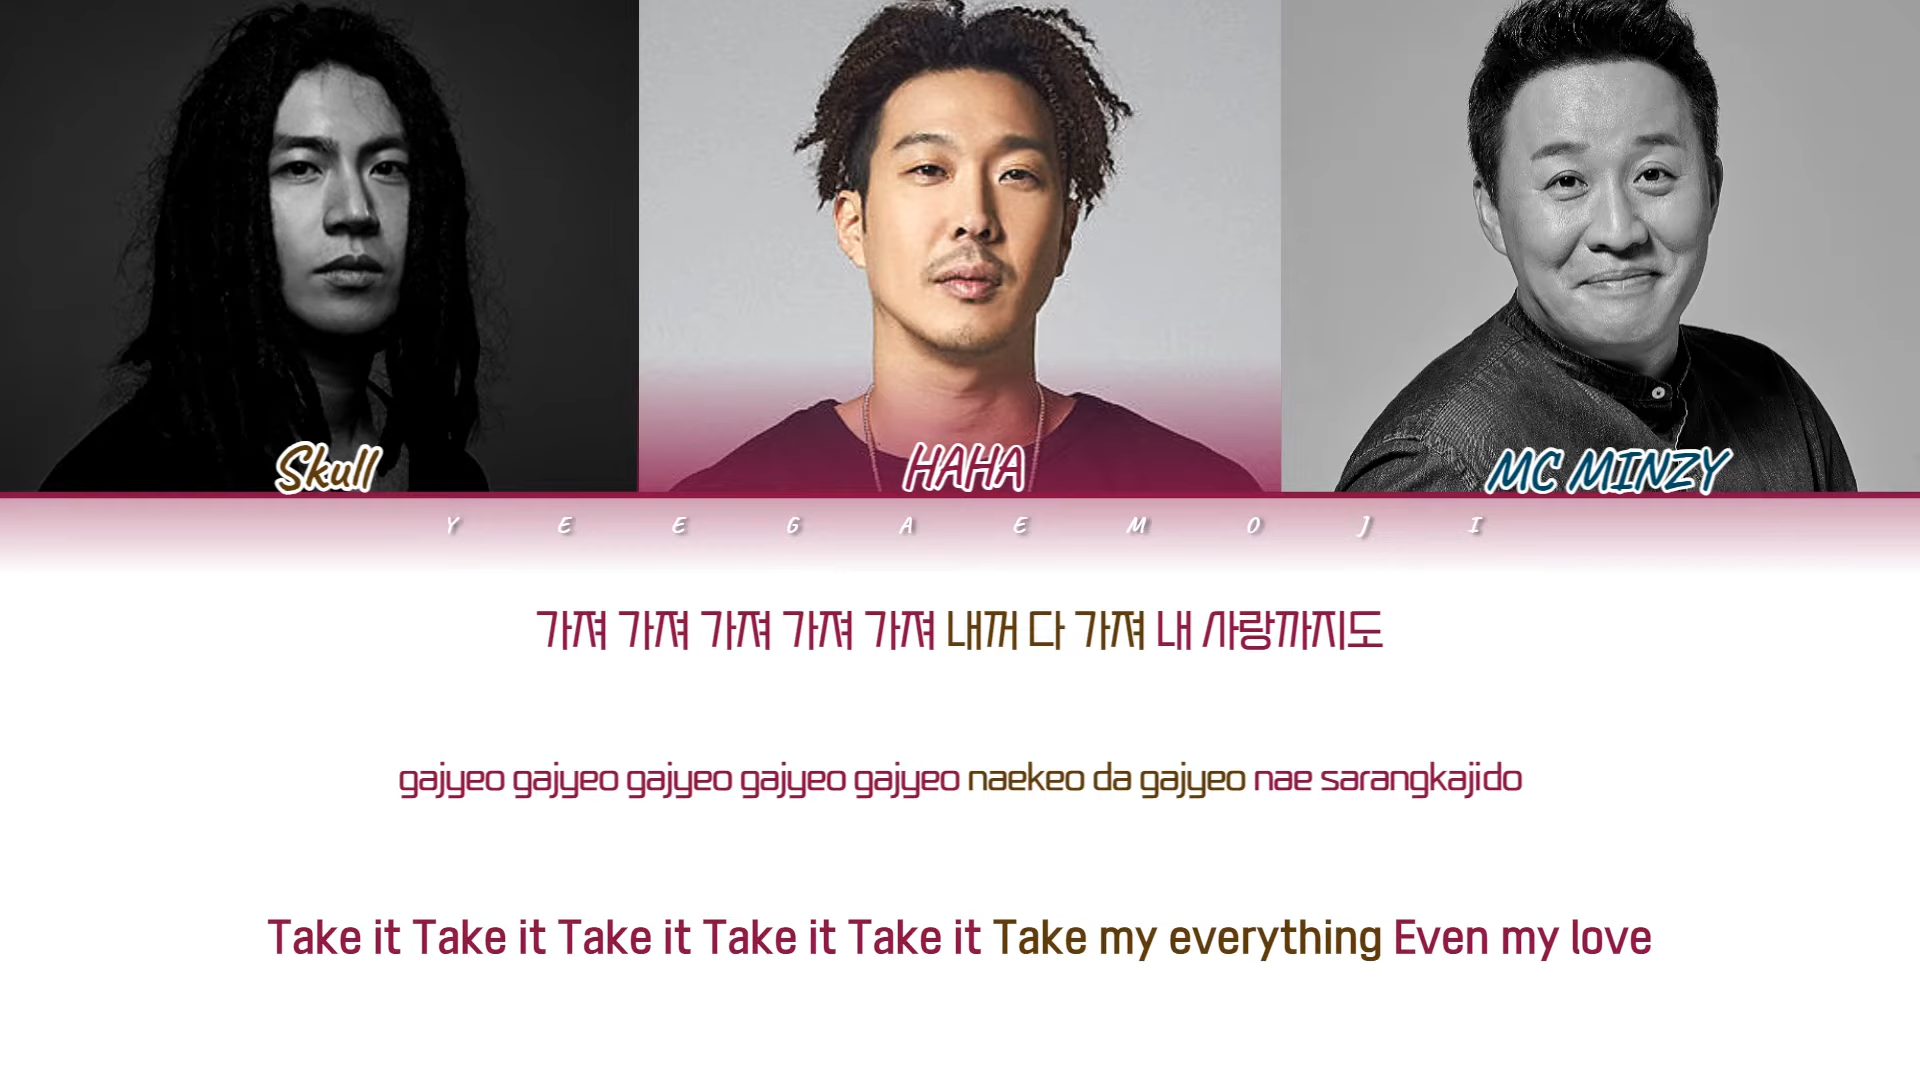 Skull
HAHA
MC MINZY
YEEGAEMOJI
가져 가져 가져 가져 가져 내꺼 다 가져 내 사랑까지도
gajyeo gajyeo gajyeo gajyeo gajyeo naekeo da gajyeo nae sarangkajido
Take it Take it Take it Take it Take it Take my everything Even my love